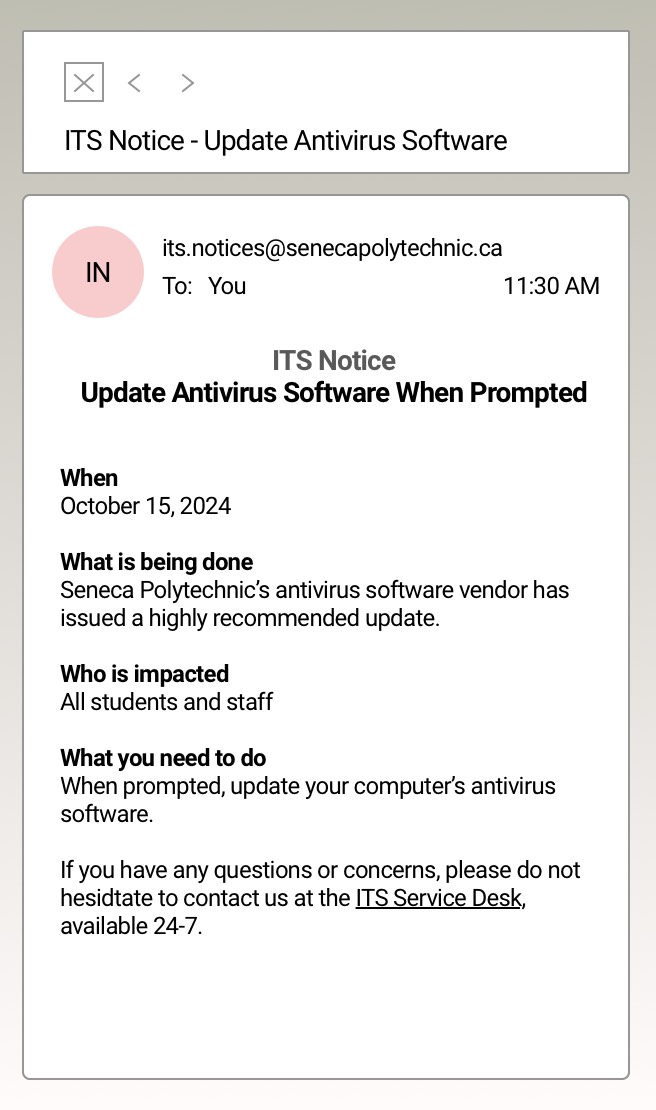 ITS Notice - Update Antivirus Software
IN
its.notices@senecapolytechnic.ca
To: You
11:30 AM
ITS Notice
Update Antivirus Software When Prompted
When
October 15, 2024
What is being done
Seneca Polytechnic’s antivirus software vendor has
issued a highly recommended update.
Who is impacted
All students and staff
What you need to do
When prompted, update your computer’s antivirus
software.
If you have any questions or concerns, please do not
hesidtate to contact us at the ITS Service Desk,
available 24-7.